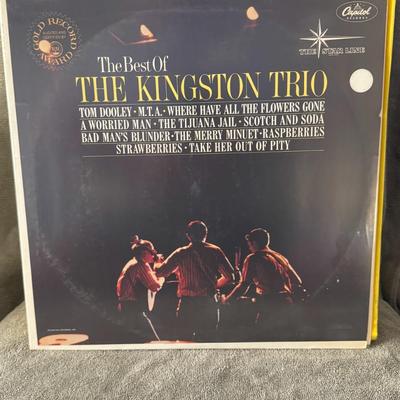 GOLD RECORD
AWARD
Capitol
RECORDS
THE STAR LINE
The Best Of
THE KINGSTON TRIO
TOM DOOLEY • M.T.A. • WHERE HAVE ALL THE FLOWERS GONE
A WORRIED MAN • THE TIJUANA JAIL • SCOTCH AND SODA
BAD MAN'S BLUNDER • THE MERRY MINUET • RASPBERRIES
STRAWBERRIES • TAKE HER OUT OF PITY